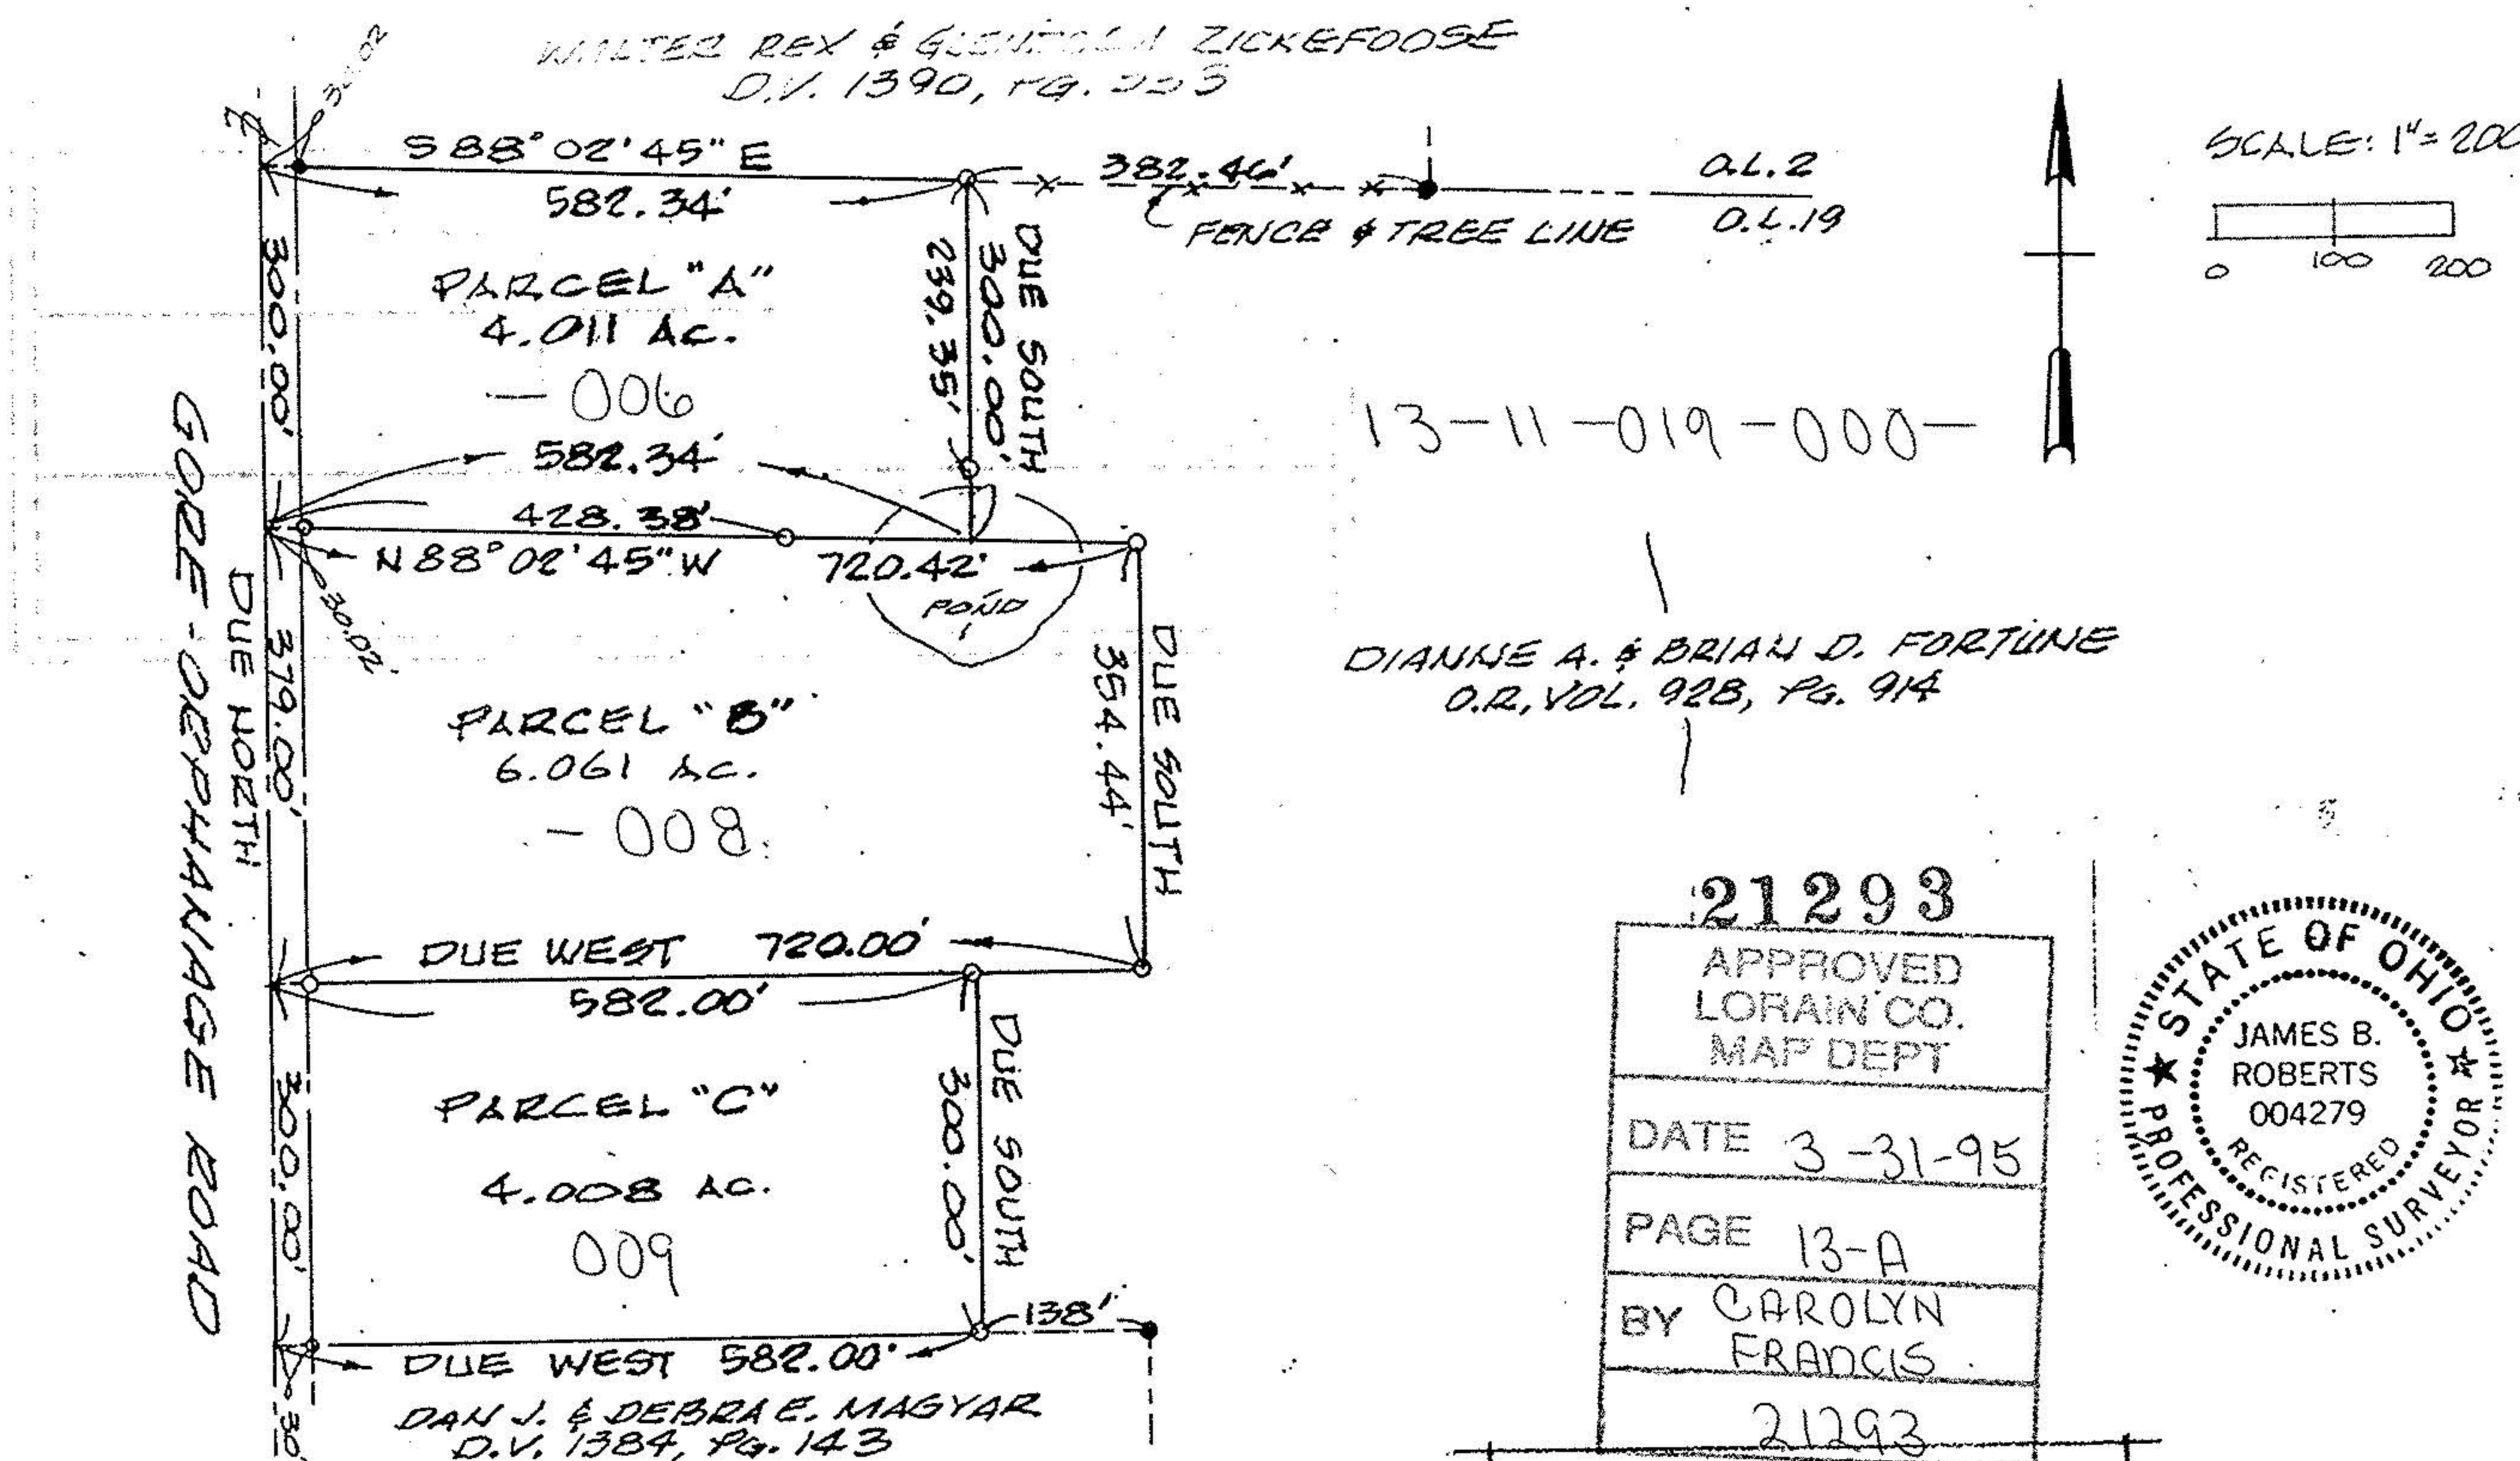 WALTER REX & ZICKEFOOSE
D.V. 1390, PG.
S 88° 02' 45" E
582.34'
382.46'
O.L. 2
O.L. 19
FENCE & TREE LINE
SCALE: 1" = 200
0 100 200
300.00'
PARCEL "A"
4.011 AC.
- 006
239.35'
300.00'
DUE SOUTH
13-11-019-000-
582.34'
428.38'
N 88° 02' 45" W
720.42'
POND
30.02'
GORE - ORPHANAGE ROAD
DUE NORTH
379.00'
PARCEL "B"
6.061 AC.
- 008
354.44'
DUE SOUTH
DIANNE A. & BRIAN D. FORTUNE
O.R. VOL. 928, PG. 914
DUE WEST 720.00'
582.00'
300.00'
PARCEL "C"
4.008 AC.
009
300.00'
DUE SOUTH
138'
DUE WEST 582.00'
30'
DAN J. & DEBRA E. MAGYAR
D.V. 1384, PG. 143
21293
APPROVED
LORAIN CO.
MAP DEPT
DATE 3-31-95
PAGE 13-A
BY CAROLYN
FRANCIS
21293
STATE OF OHIO
JAMES B.
ROBERTS
004279
REGISTERED
PROFESSIONAL SURVEYOR